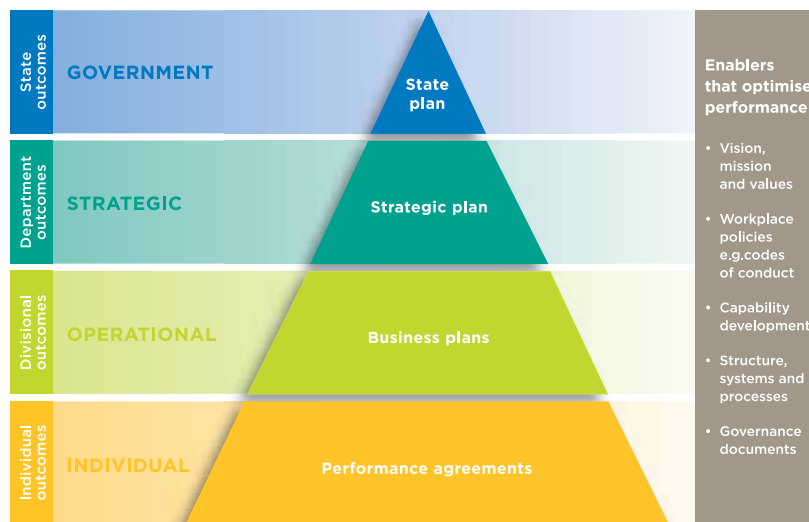 State
outcomes
GOVERNMENT
State
plan
Department
outcomes
STRATEGIC
Strategic plan
Divisional
outcomes
OPERATIONAL
Business plans
Individual
outcomes
INDIVIDUAL
Performance agreements
Enablers
that optimise
performance
• Vision,
mission
and values
• Workplace
policies
e.g.codes
of conduct
• Capability
development
• Structure,
systems and
processes
• Governance
documents